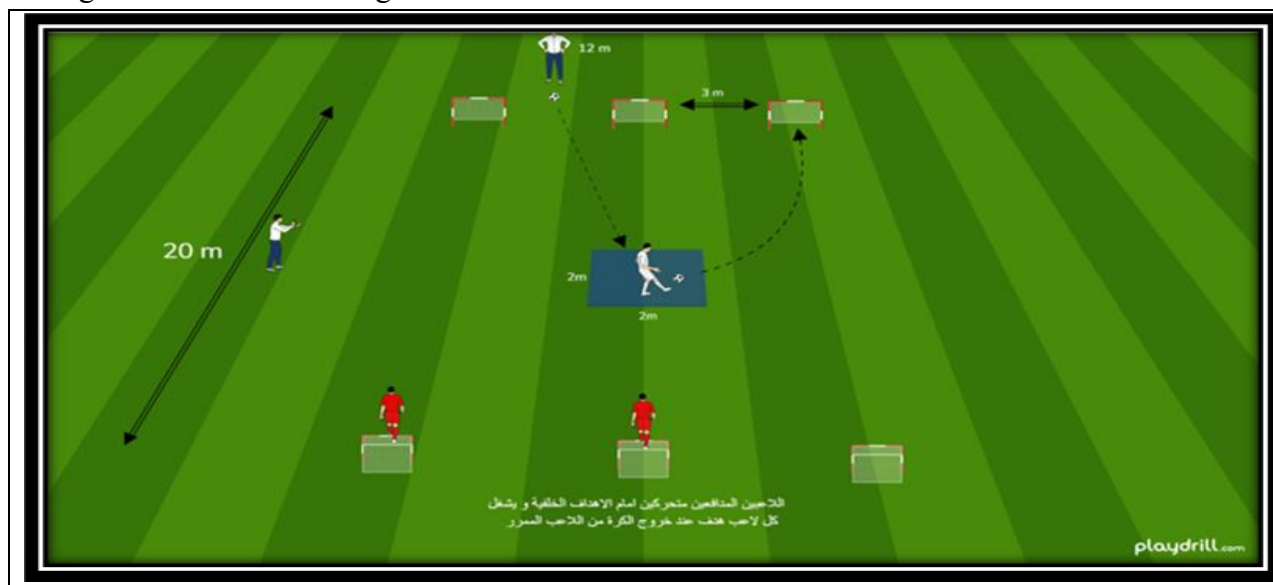 12 m
3 m
20 m
2m
2m
اللاعبين المدافعين متحركين امام الاهداف الخلفية و يشغل
كل لاعب هدف عند خروج الكرة من اللاعب الممرر
playdrill.com